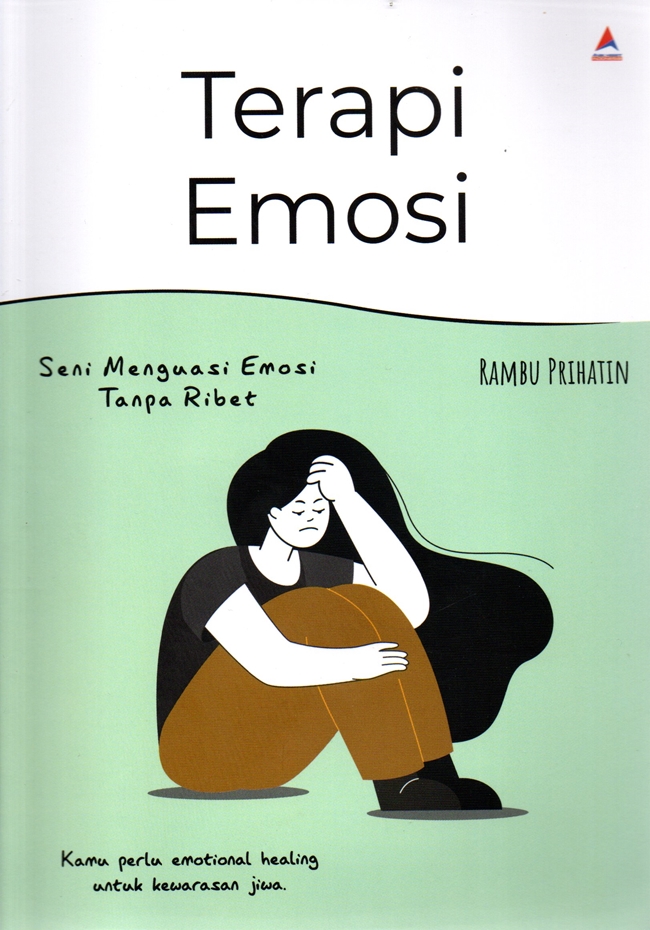 Terapi
Emosi
Seni Menguasi Emosi
Tanpa Ribet
RAMBU PRIHATIN
Kamu perlu emotional healing
untuk kewarasan jiwa.